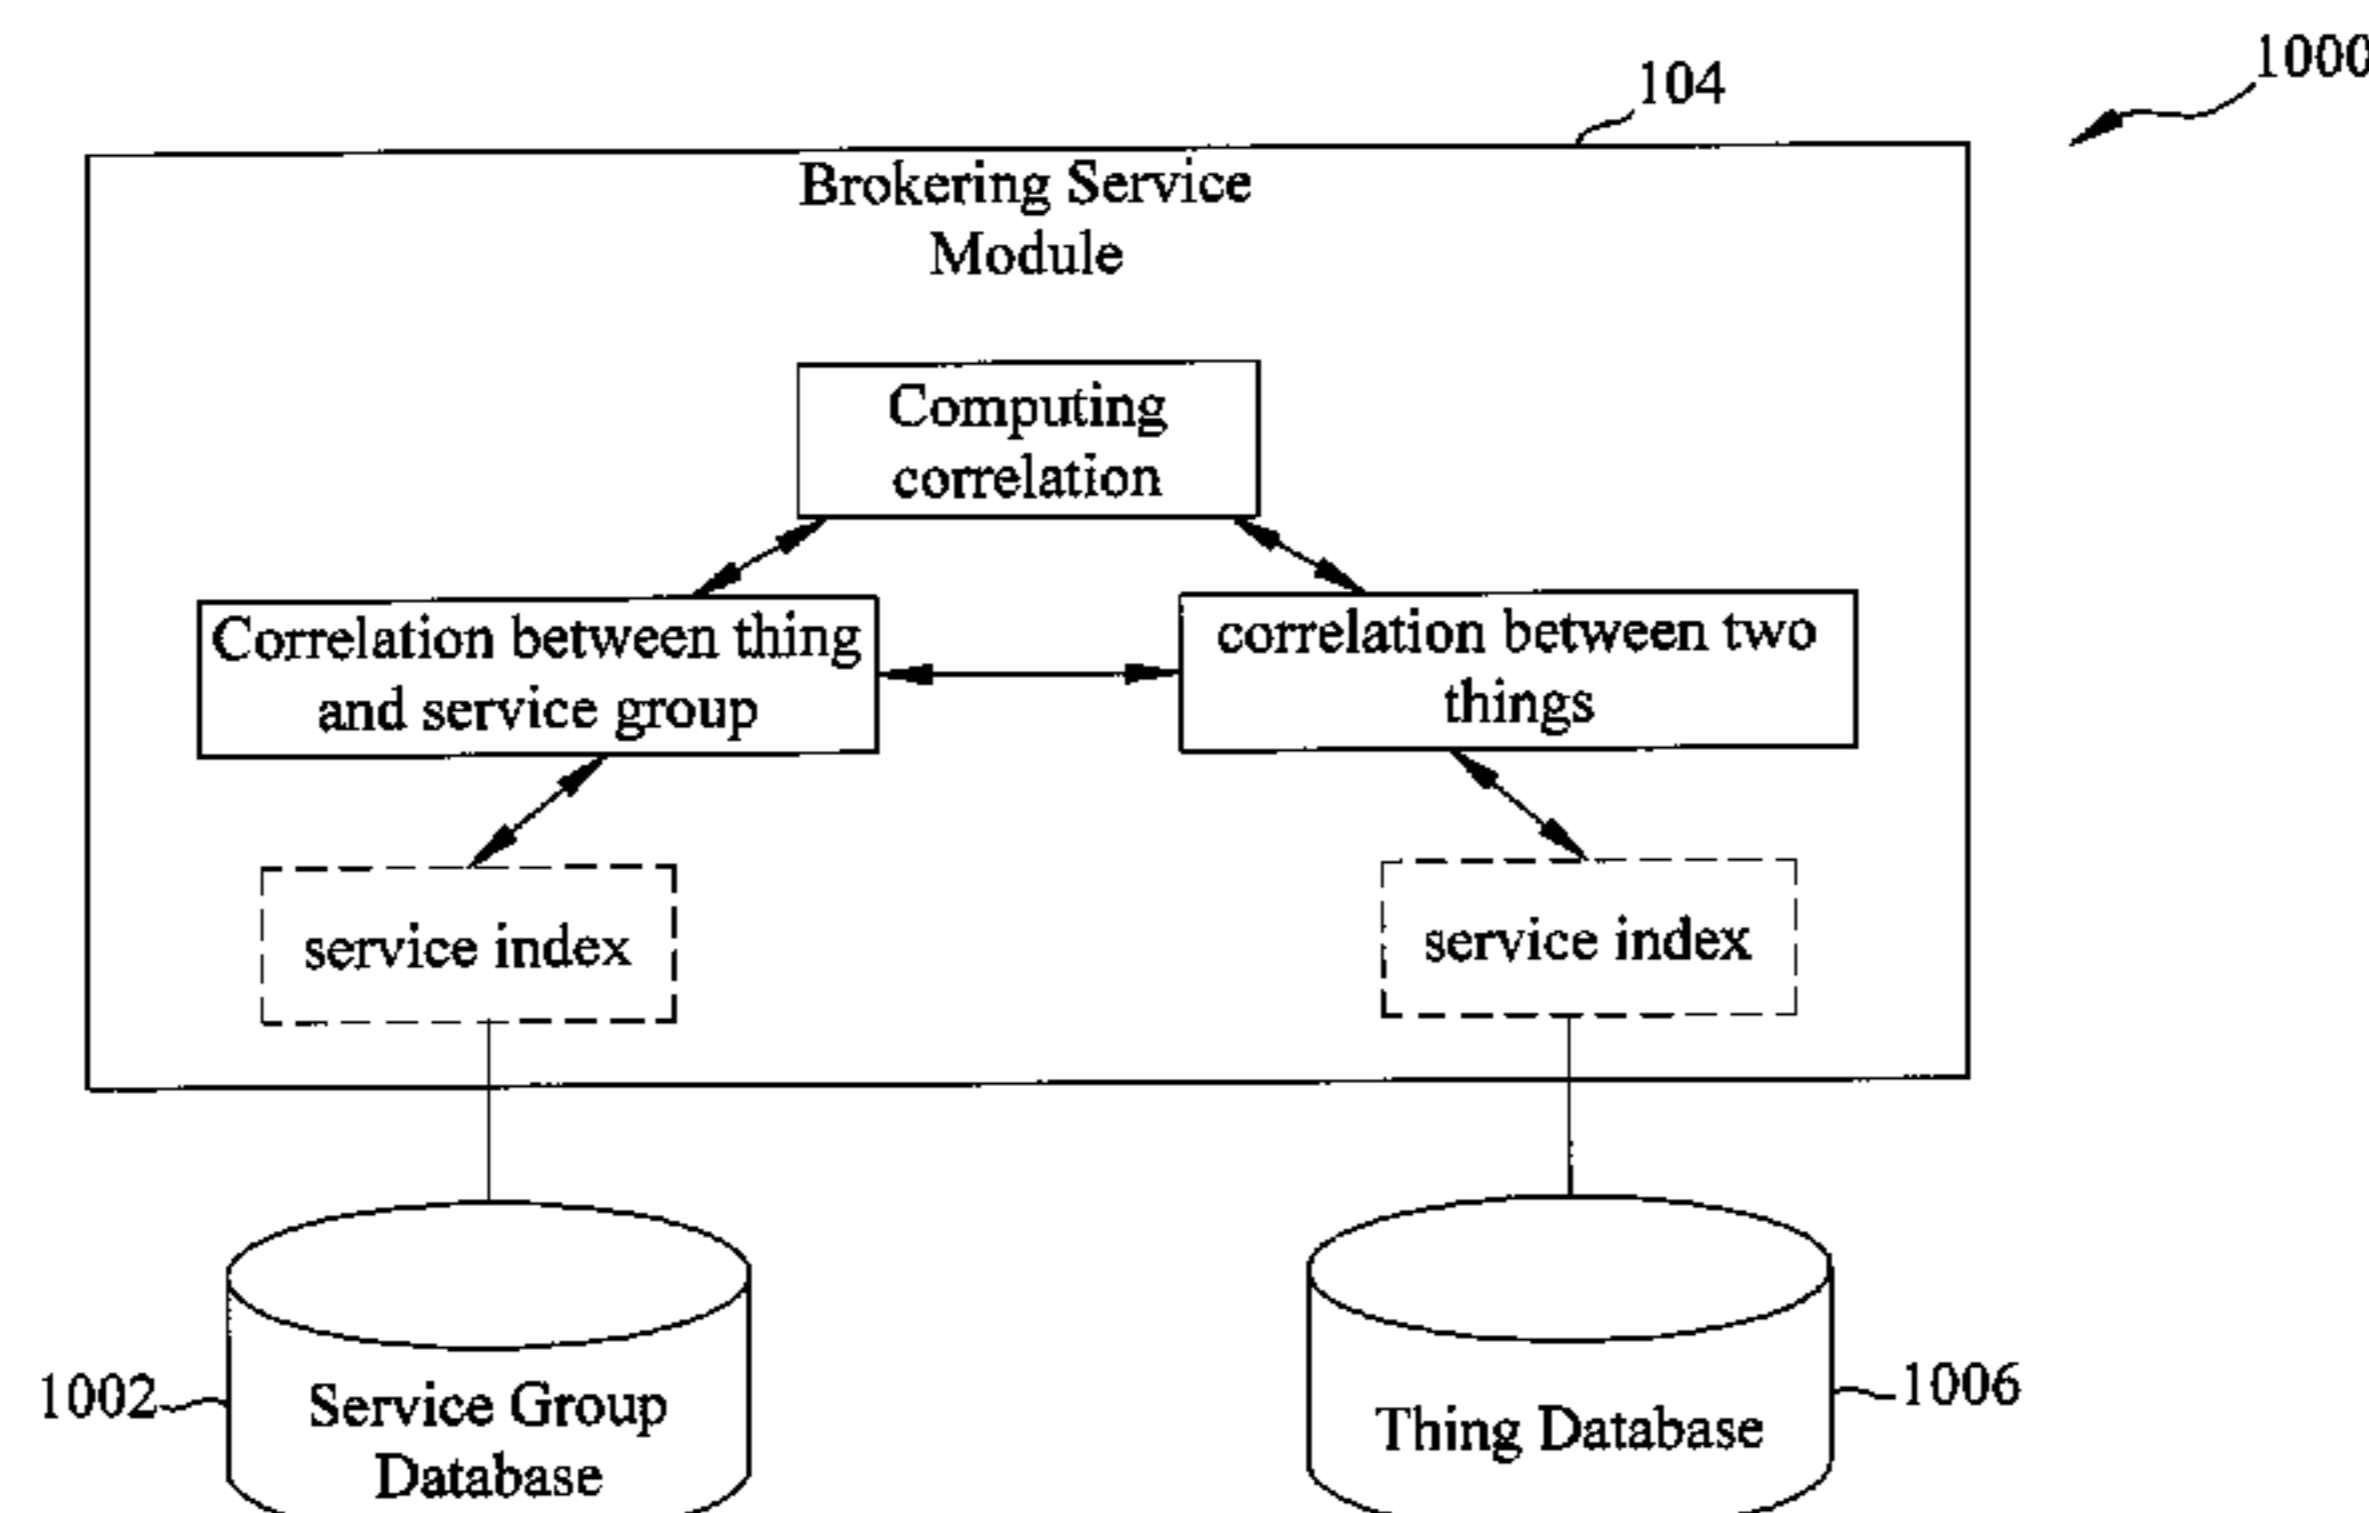 1000
104
Brokering Service
Module
Computing
correlation
Correlation between thing
and service group
correlation between two
things
service index
service index
1002
Service Group
Database
Thing Database
1006